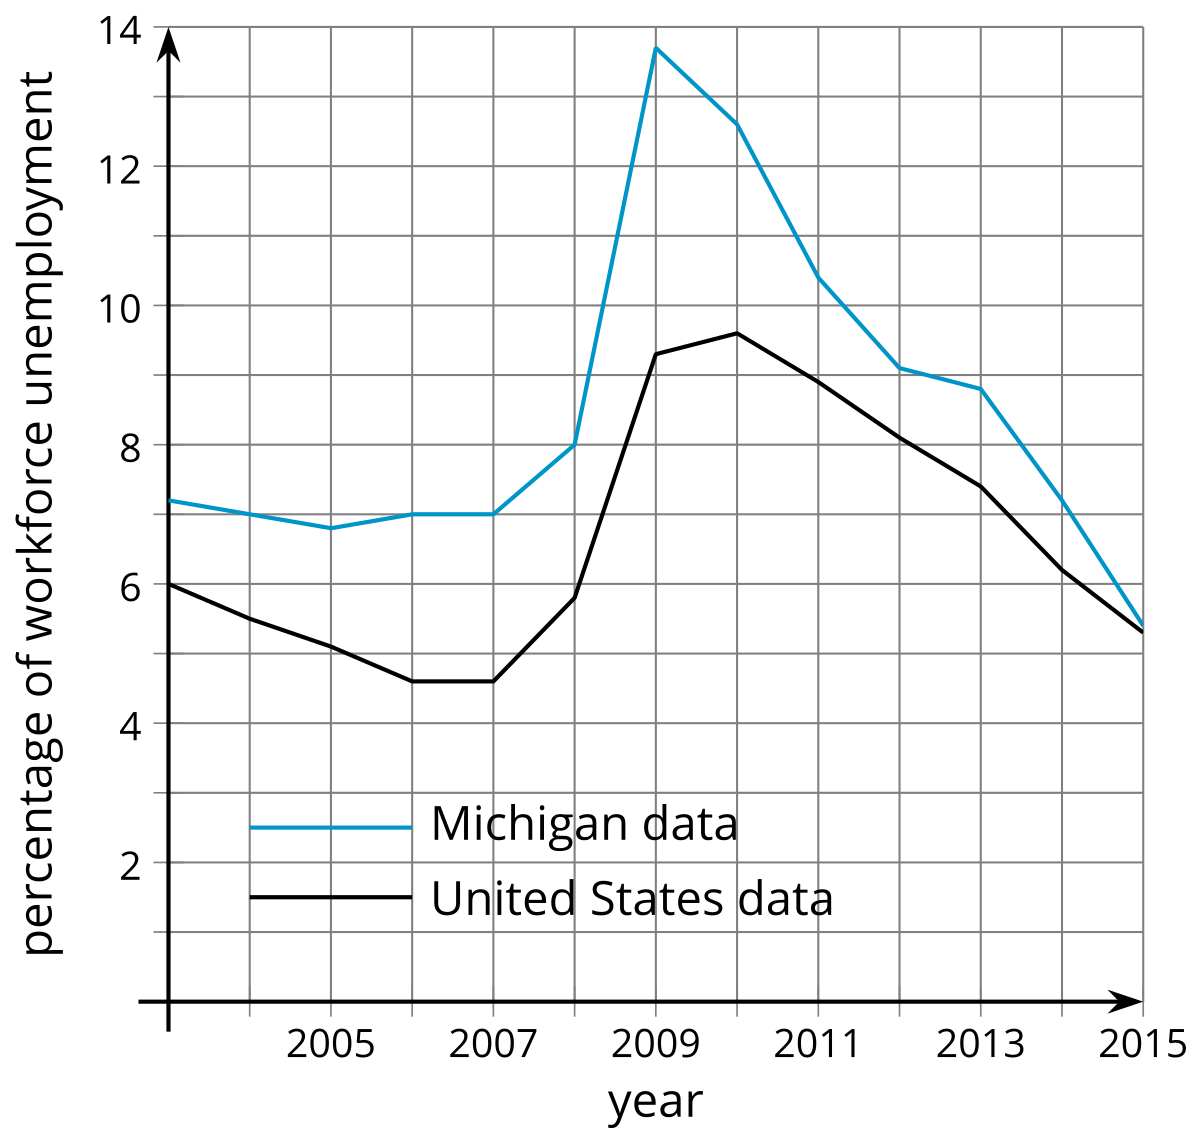 percentage of workforce unemployment
14
12
10
8
6
4
2
Michigan data
United States data
2005 2007 2009 2011 2013 2015
year